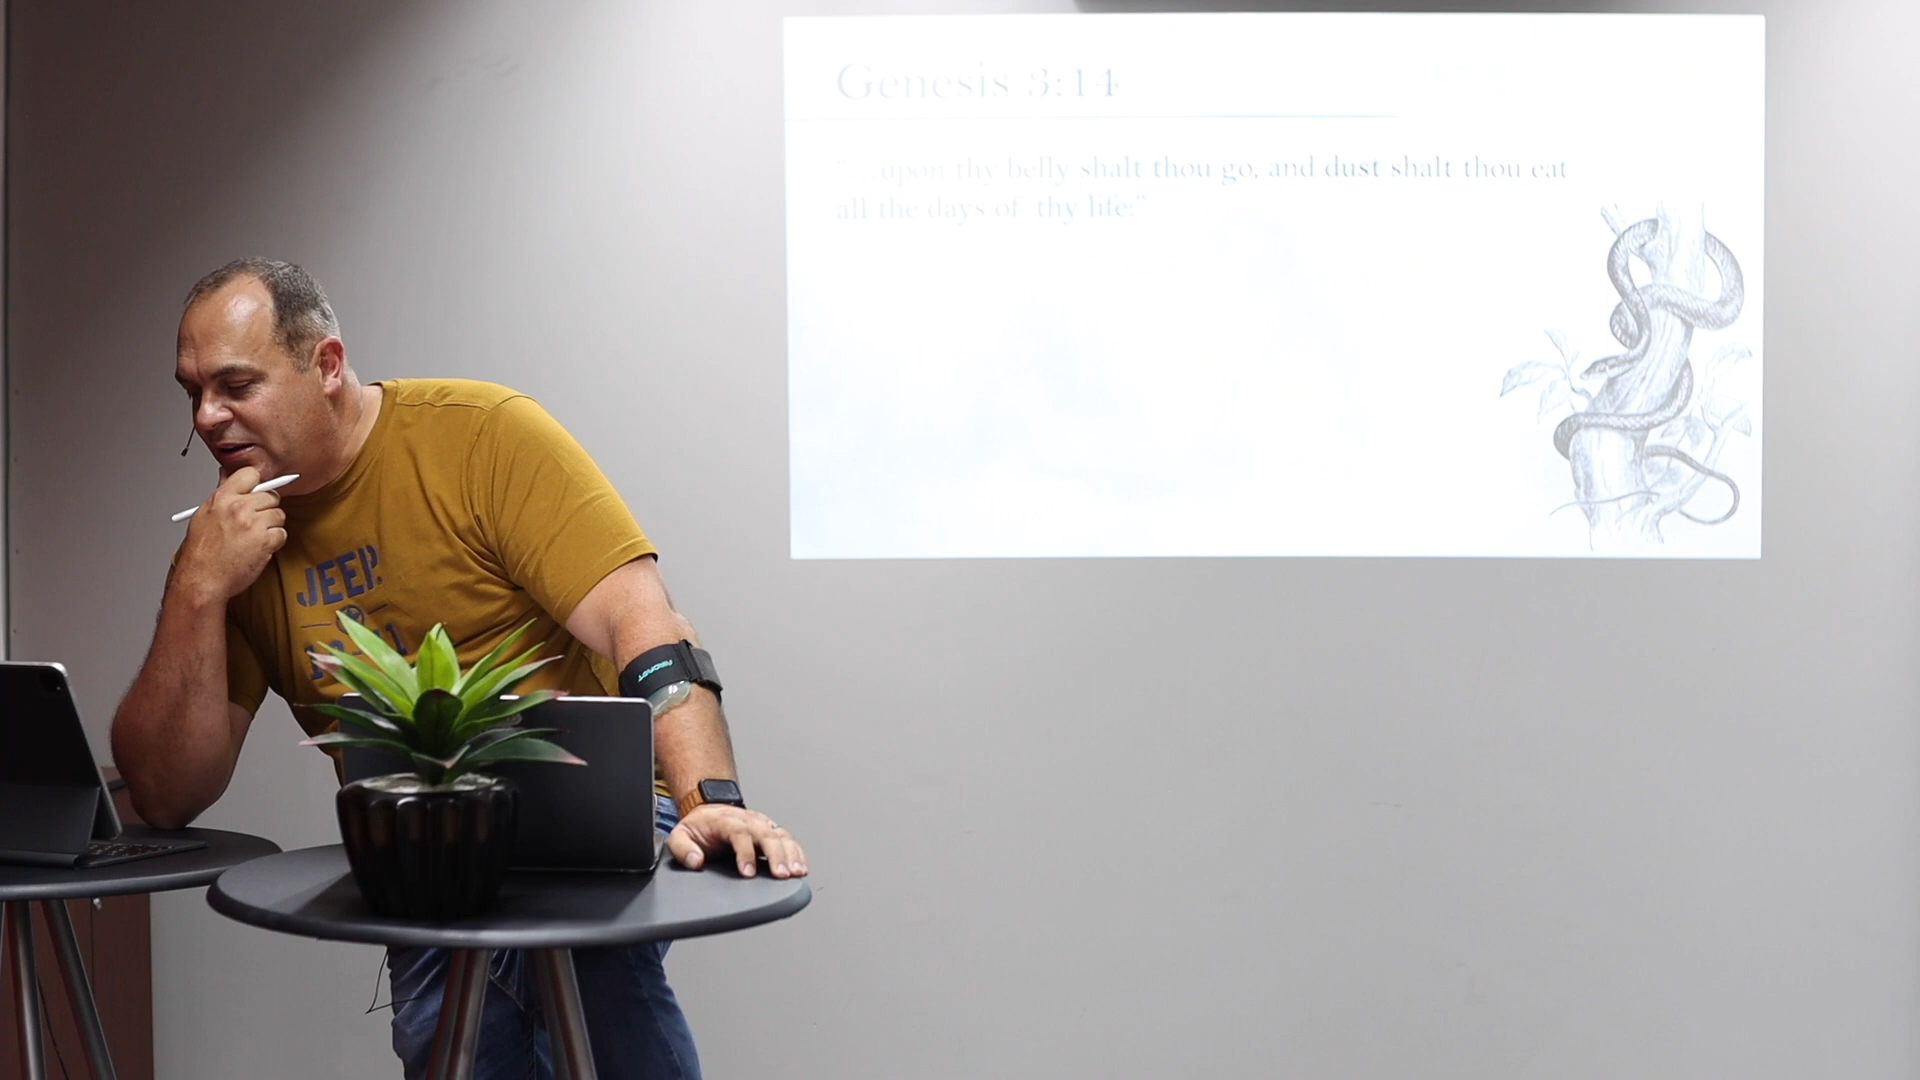 Genesis 3:14
"...upon thy belly shalt thou go, and dust shalt thou eat
all the days of thy life:"
JEEP